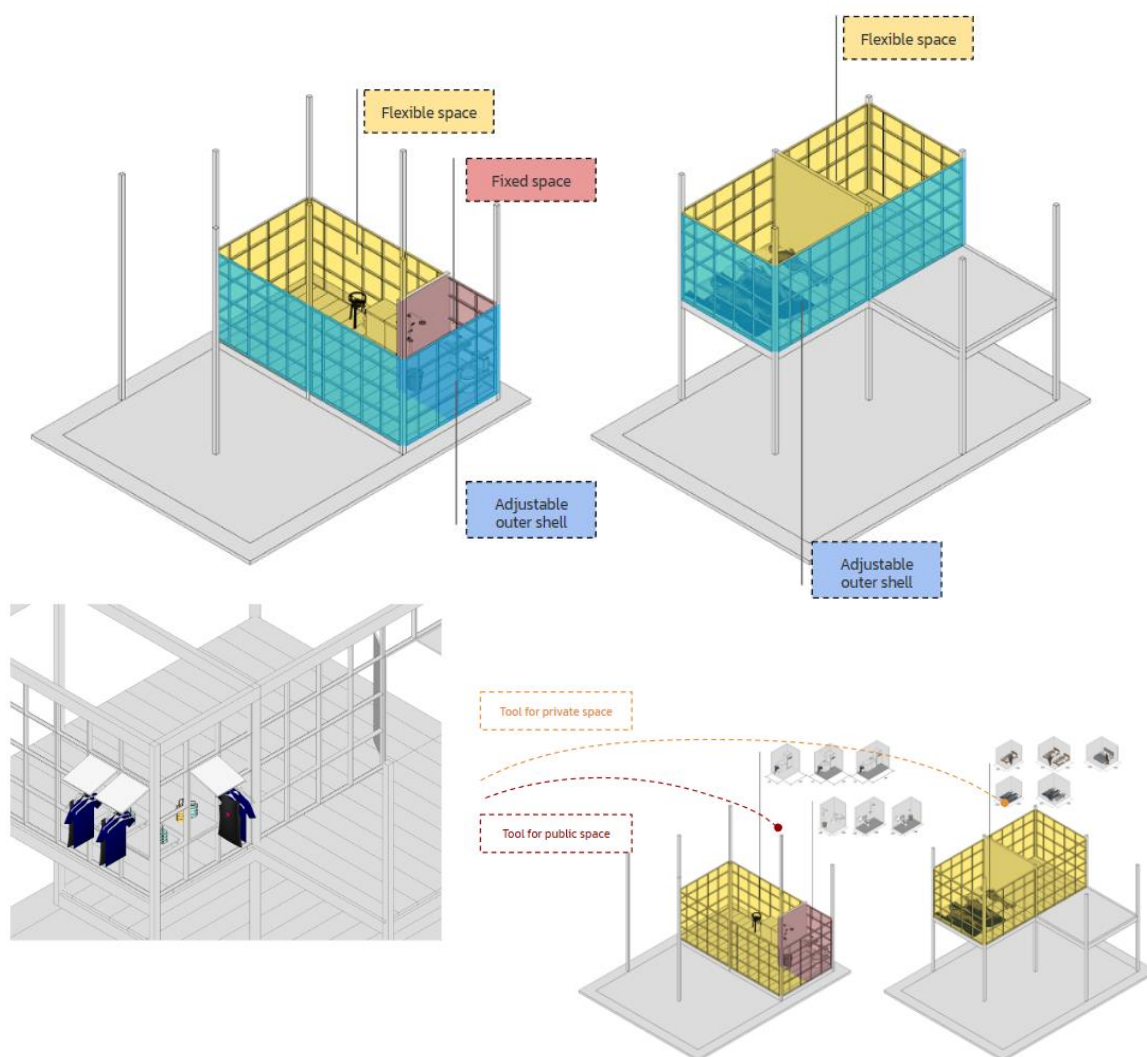 Flexible space
Flexible space
Fixed space
Adjustable
outer shell
Adjustable
outer shell
Tool for private space
Tool for public space